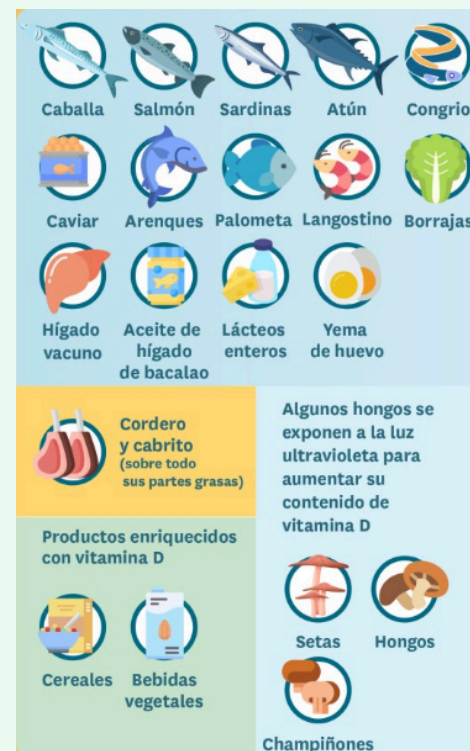 Caballa
Salmón
Sardinas
Atún
Congrio
Caviar
Arenques
Palometa
Langostino
Borrajas
Hígado
vacuno
Aceite de
hígado
de bacalao
Lácteos
enteros
Yema
de huevo
Cordero
y cabrito
(sobre todo
sus partes grasas)
Algunos hongos se
exponen a la luz
ultravioleta para
aumentar su
contenido de
vitamina D
Productos enriquecidos
con vitamina D
Cereales
Bebidas
vegetales
Setas
Hongos
Champiñones